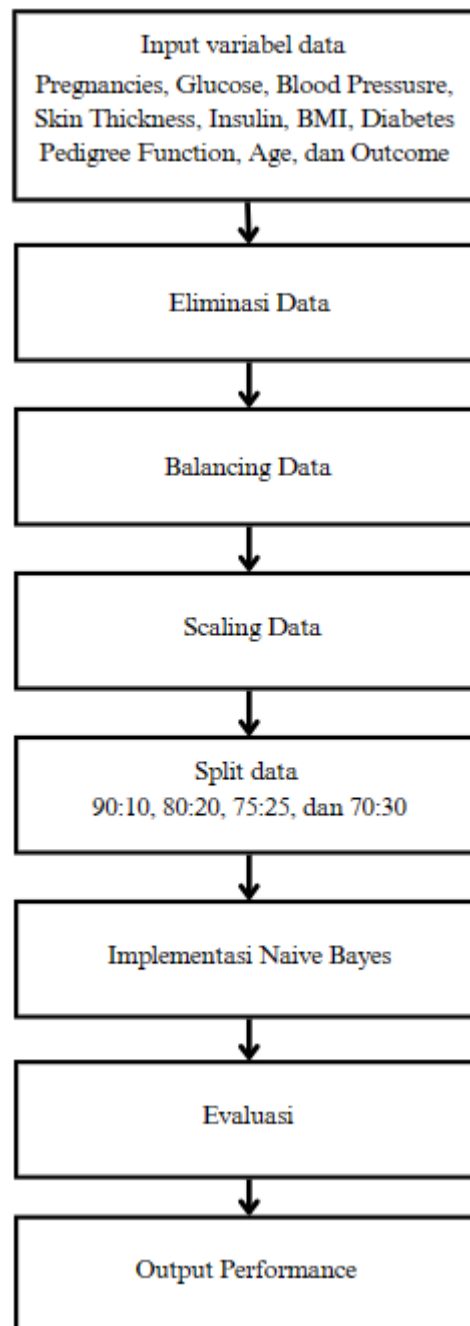 Input variabel data
Pregnancies, Glucose, Blood Pressusre,
Skin Thickness, Insulin, BMI, Diabetes
Pedigree Function, Age, dan Outcome
Eliminasi Data
Balancing Data
Scaling Data
Split data
90:10, 80:20, 75:25, dan 70:30
Implementasi Naive Bayes
Evaluasi
Output Performance